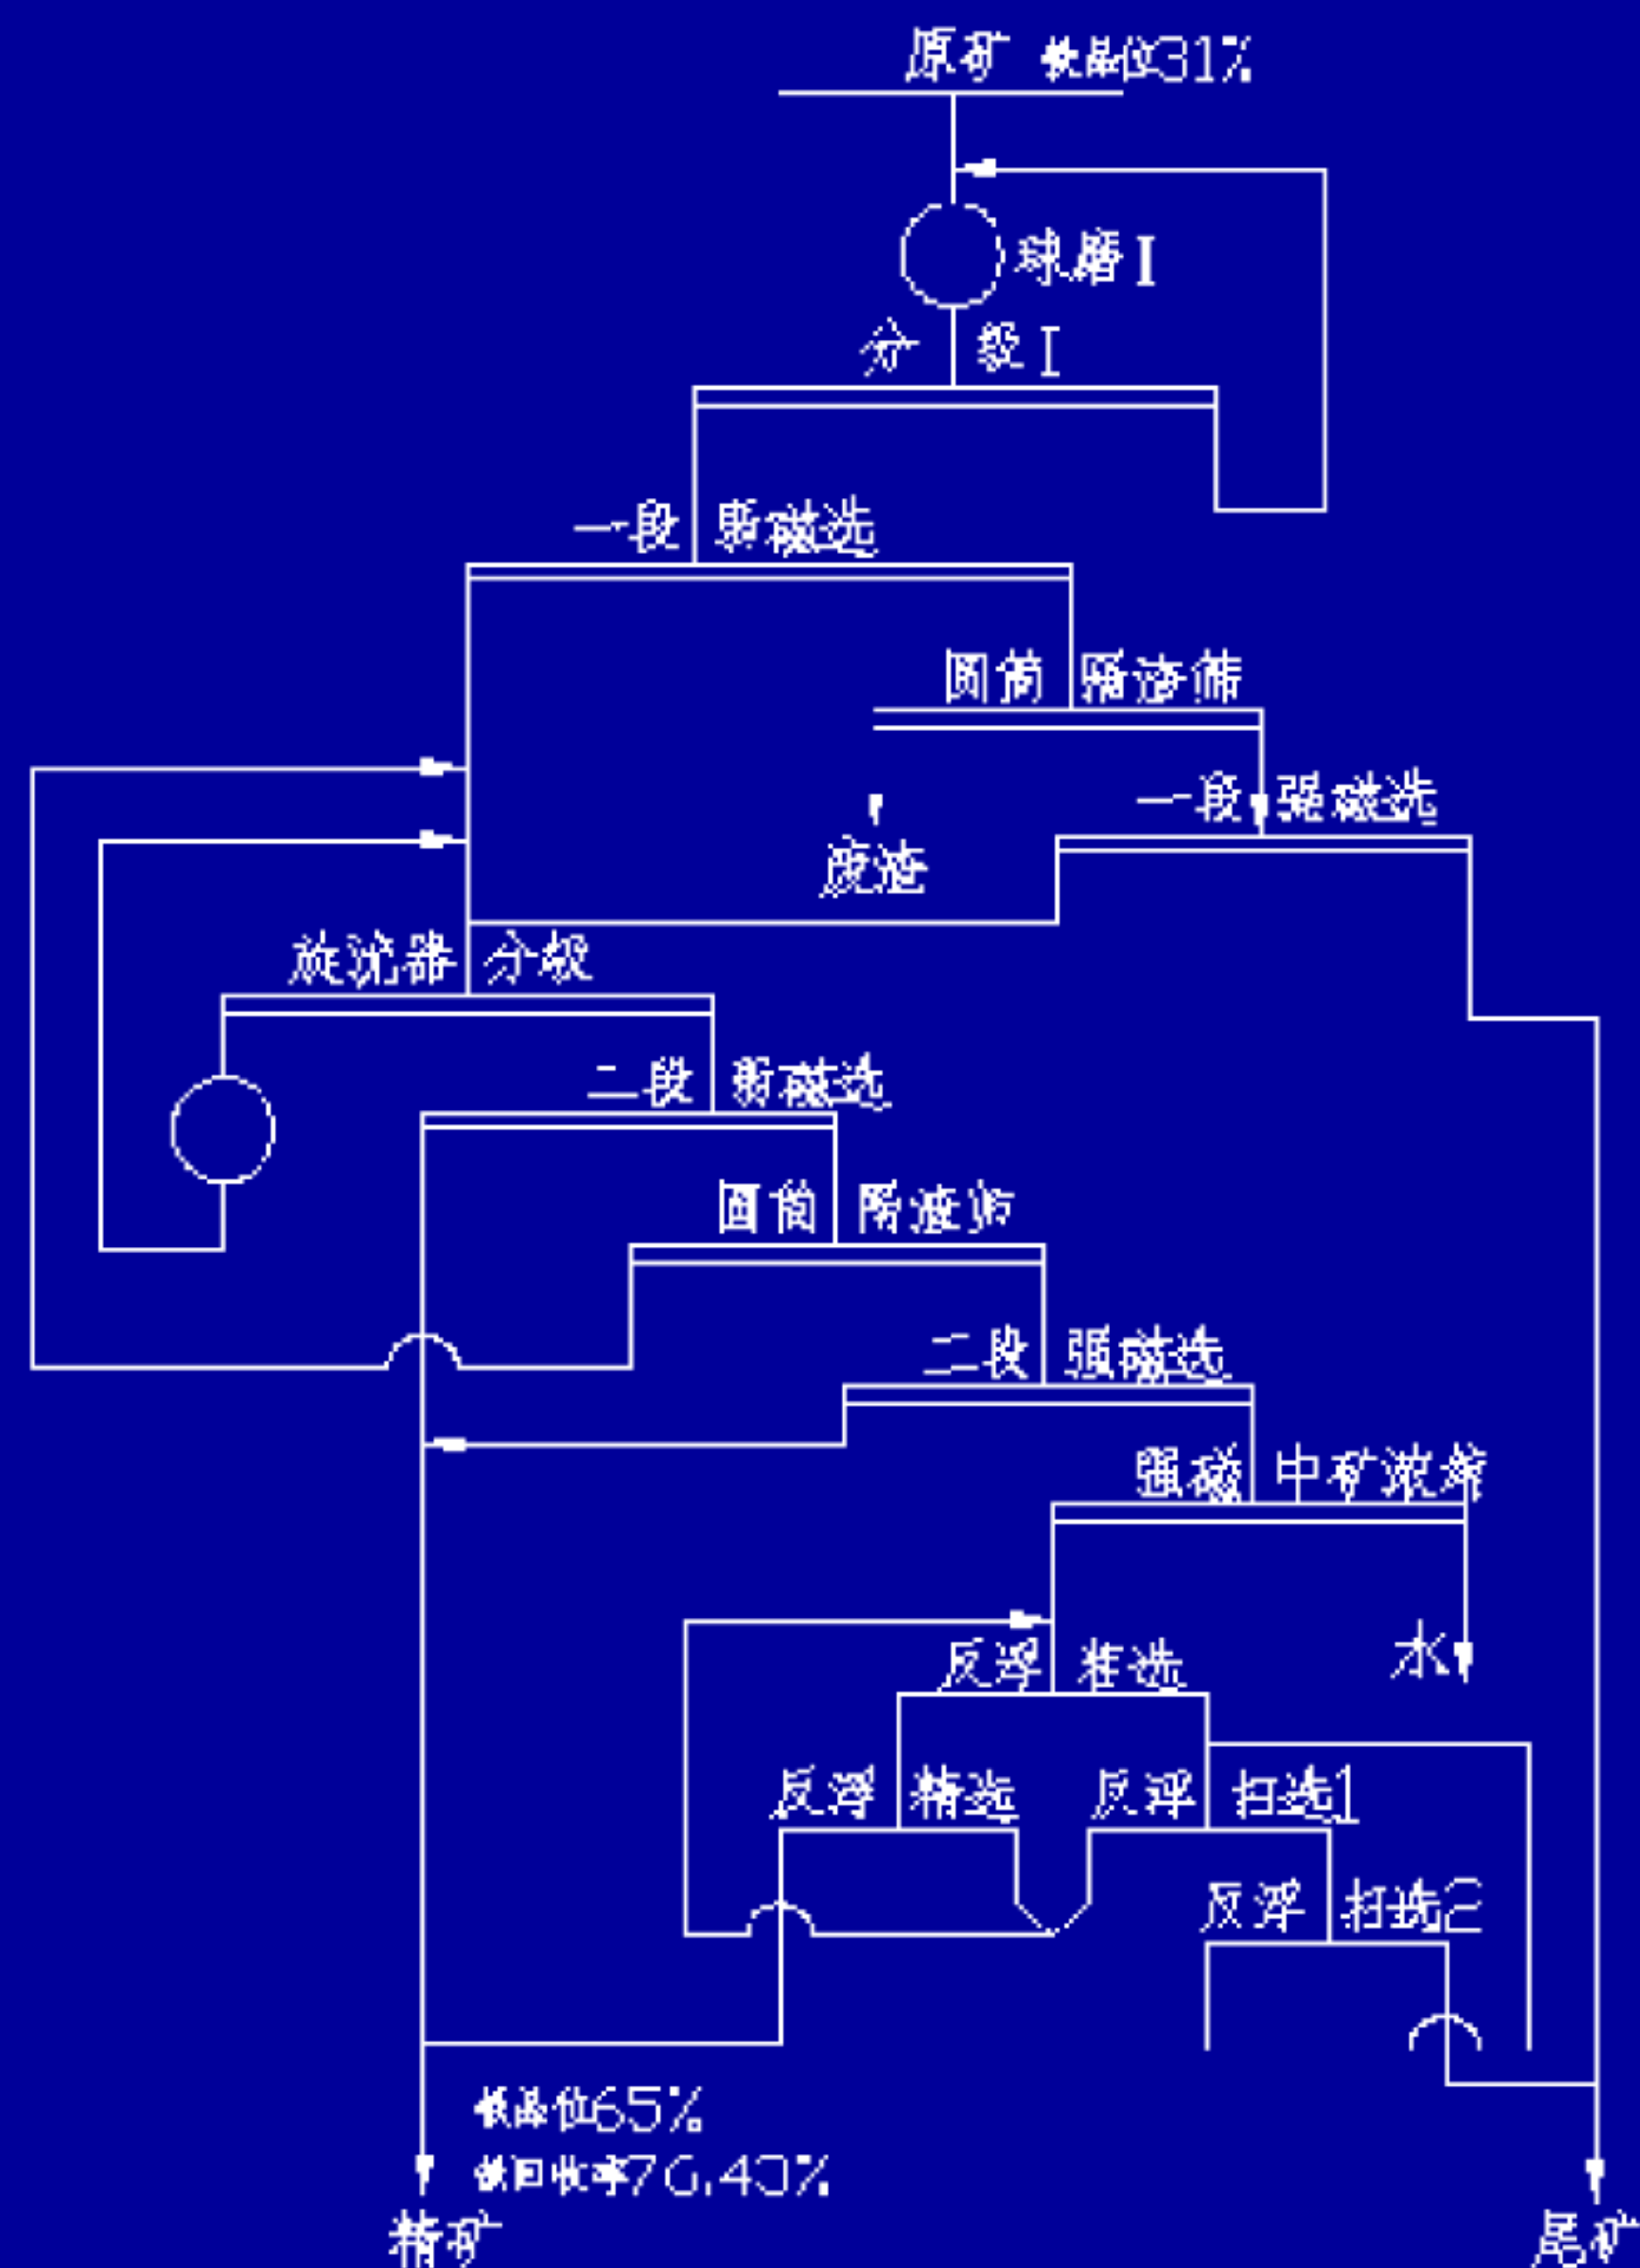 原矿 铁品位31%
球磨I
分 级I
一段 弱磁选
圆筒 隔渣筛
一段 强磁选
废渣
旋流器 分级
二段 弱磁选
圆筒 隔渣筛
二段 强磁选
强磁 中矿浓缩
水
反浮 粗选
反浮 精选
反浮 扫选1
反浮 扫选2
铁品位65%
铁回收率
精矿
尾矿